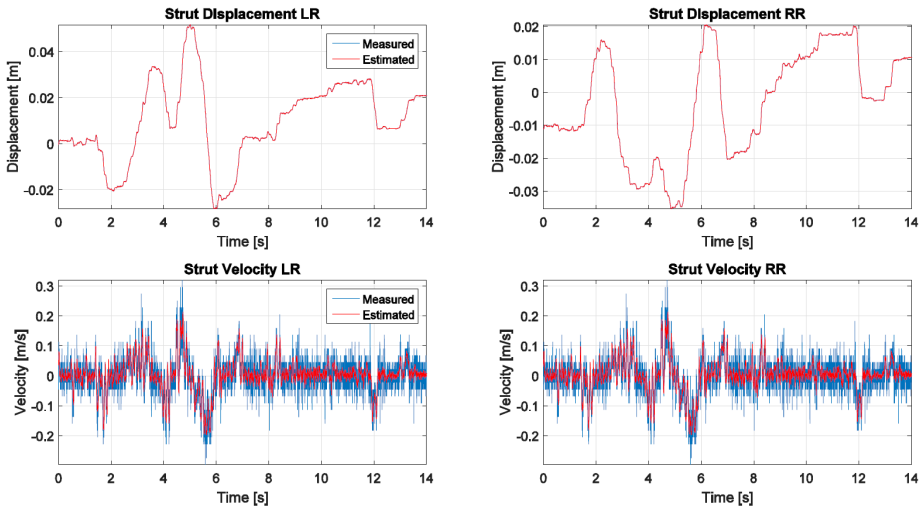 Strut Displacement LR
0.04
0.02
0
-0.02
Displacement [m]
Measured
Estimated
0 2 4 6 8 10 12 14
Time [s]
Strut Displacement RR
0.02
0.01
0
-0.01
-0.02
-0.03
Displacement [m]
0 2 4 6 8 10 12 14
Time [s]
Strut Velocity LR
0.3
0.2
0.1
0
-0.1
-0.2
Velocity [m/s]
Measured
Estimated
0 2 4 6 8 10 12 14
Time [s]
Strut Velocity RR
0.3
0.2
0.1
0
-0.1
-0.2
Velocity [m/s]
0 2 4 6 8 10 12 14
Time [s]